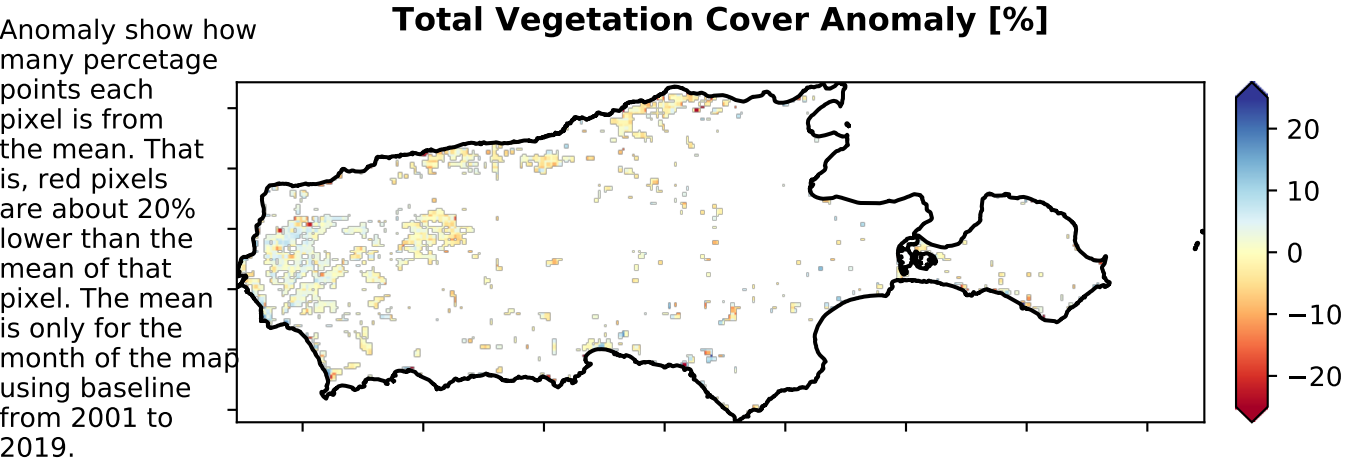 Total Vegetation Cover Anomaly [%]
Anomaly show how
many percetage
points each
pixel is from
the mean. That
is, red pixels
are about 20%
lower than the
mean of that
pixel. The mean
is only for the
month of the map
using baseline
from 2001 to
2019.
20
10
0
−10
−20